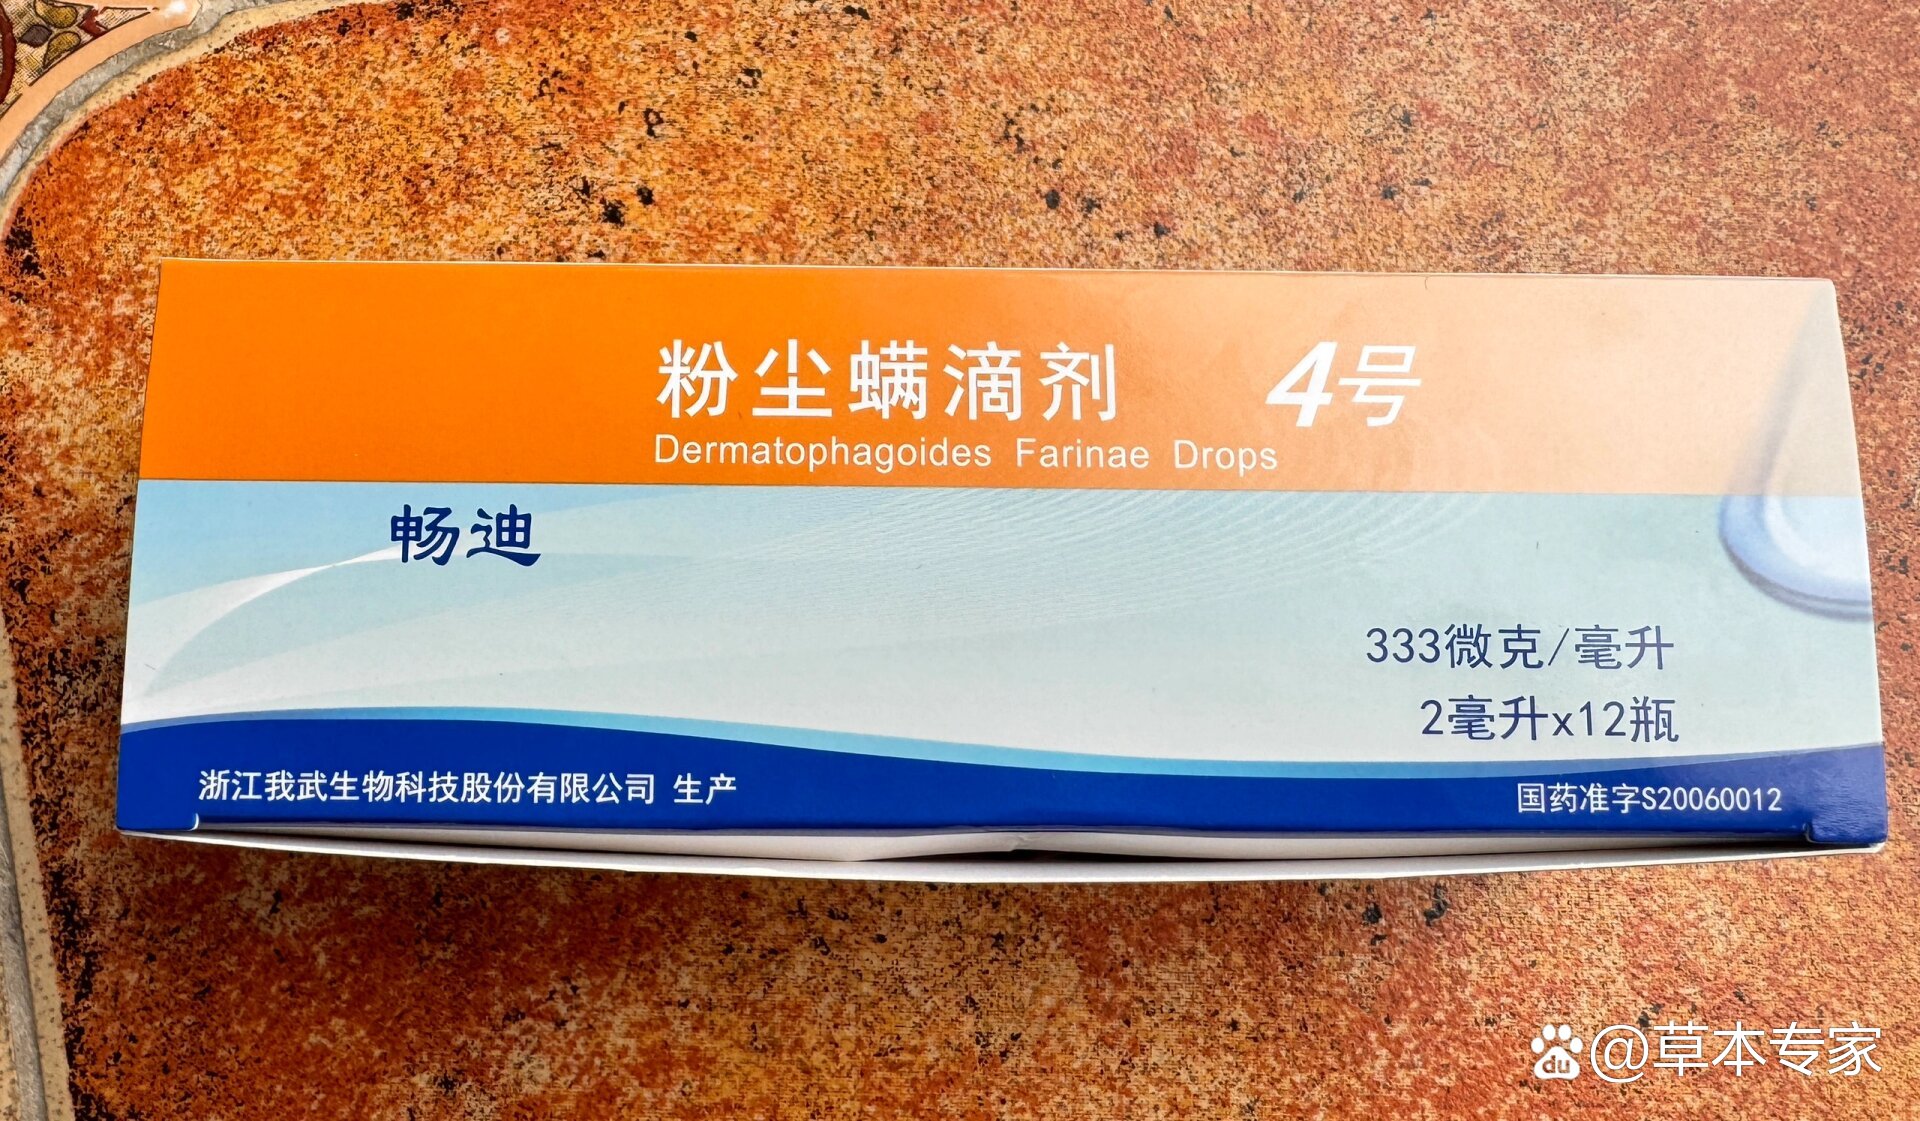 粉尘螨滴剂 4号
Dermatophagoides Farinae Drops
畅迪
333微克/毫升
2毫升x12瓶
浙江我武生物科技股份有限公司 生产
国药准字S20060012
du @草本专家